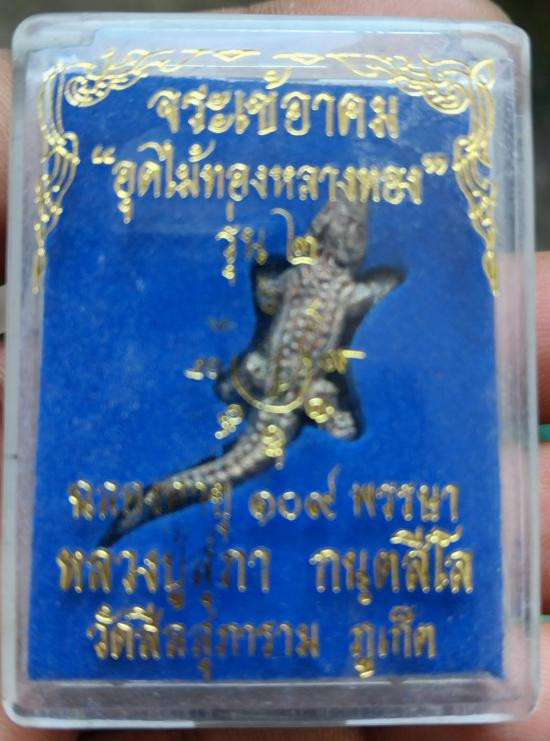 จระเข้อาคม
“อุดไม้ทองหลางทอง”
รุ่น ๒
ฉลองอายุ ๑๐๙ พรรษา
หลวงปู่สุภา กนฺตสีโล
วัดสีลสุภาราม ภูเก็ต